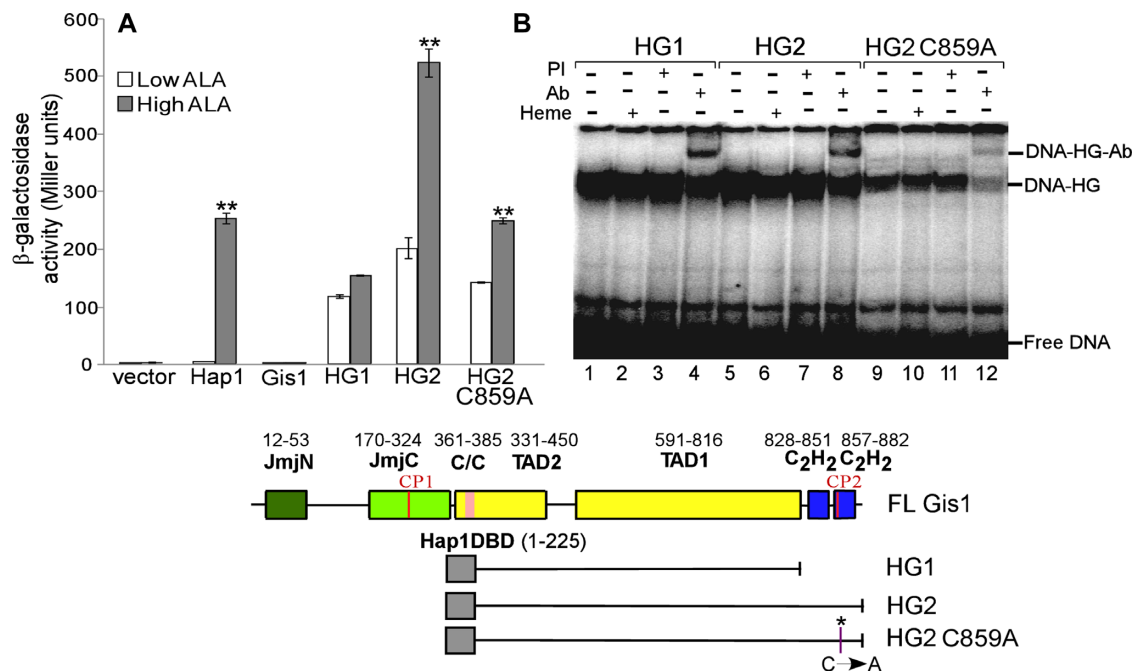 A
600
500
400
300
200
100
0
β-galactosidase
activity (Miller units)
Low ALA
High ALA
**
**
**
vector Hap1 Gis1 HG1 HG2 HG2
C859A
B
HG1 HG2 HG2 C859A
PI - - + - - - + - - - + -
Ab - - - + - - - + - - - +
Heme - + - - - + - - - + - -
DNA-HG-Ab
DNA-HG
Free DNA
1 2 3 4 5 6 7 8 9 10 11 12
12-53 170-324 361-385 331-450 591-816 828-851 857-882
JmjN JmjC C/C TAD2 TAD1 C2H2 C2H2
CP1 CP2
FL Gis1
Hap1DBD (1-225)
HG1
HG2
*
HG2 C859A
C→A